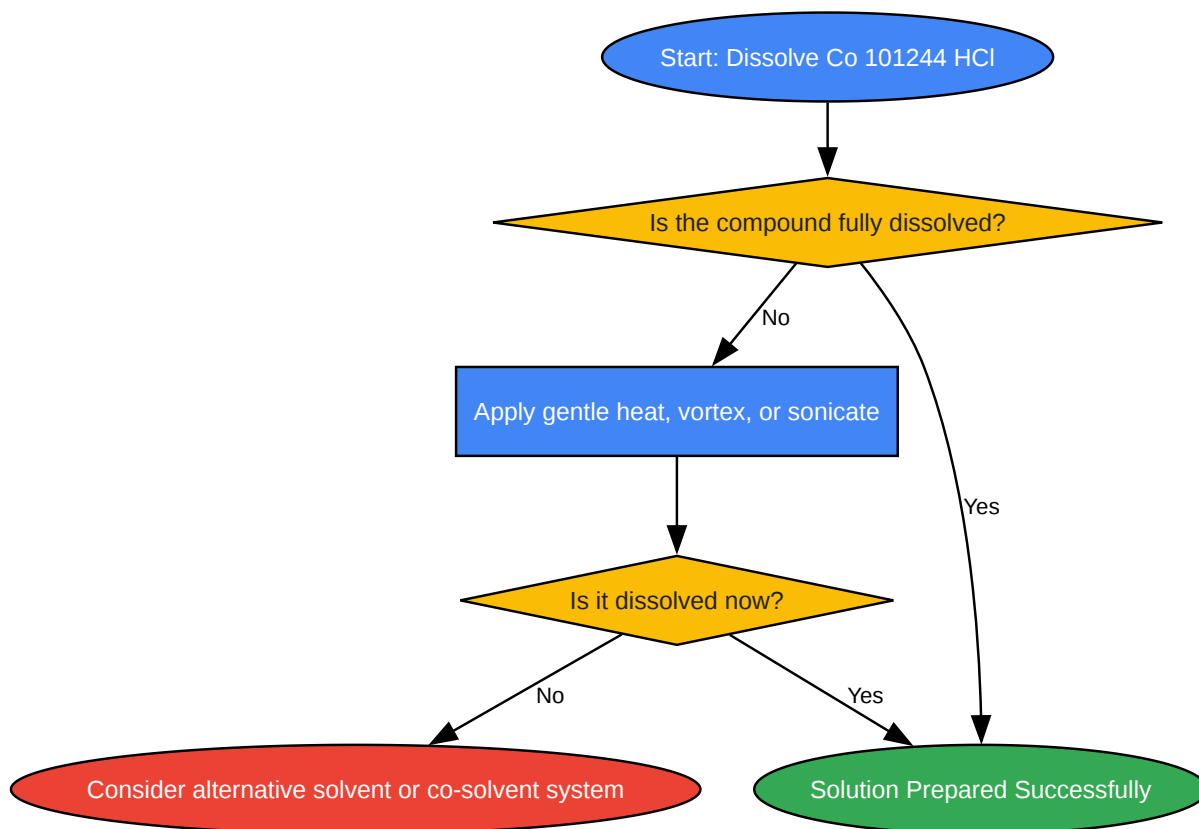 Start: Dissolve Co 101244 HCl
Is the compound fully dissolved?
No
Apply gentle heat, vortex, or sonicate
Yes
Is it dissolved now?
No
Yes
Consider alternative solvent or co-solvent system
Solution Prepared Successfully